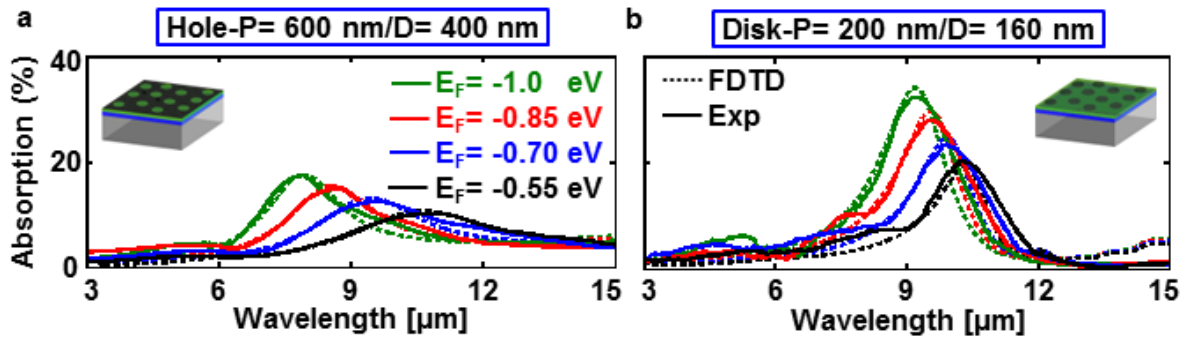 a
Hole-P= 600 nm/D= 400 nm
b
Disk-P= 200 nm/D= 160 nm
Absorption (%)
40
20
0
E_F= -1.0 eV
E_F= -0.85 eV
E_F= -0.70 eV
E_F= -0.55 eV
3 6 9 12 15
Wavelength [μm]
FDTD
Exp
3 6 9 12 15
Wavelength [μm]